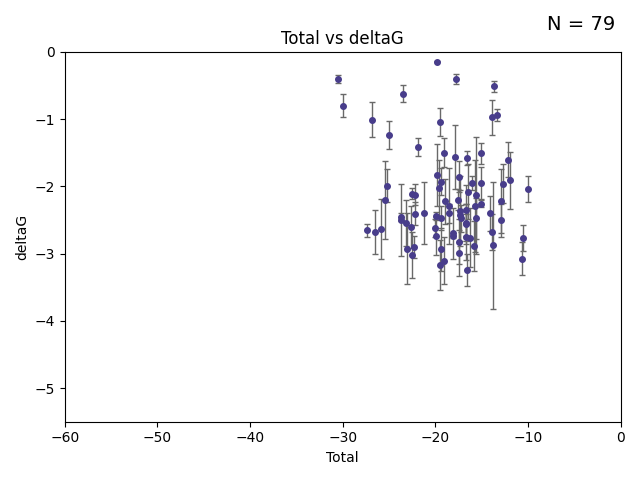 N = 79
Total vs deltaG
0
−1
−2
−3
−4
−5
deltaG
−60 −50 −40 −30 −20 −10 0
Total